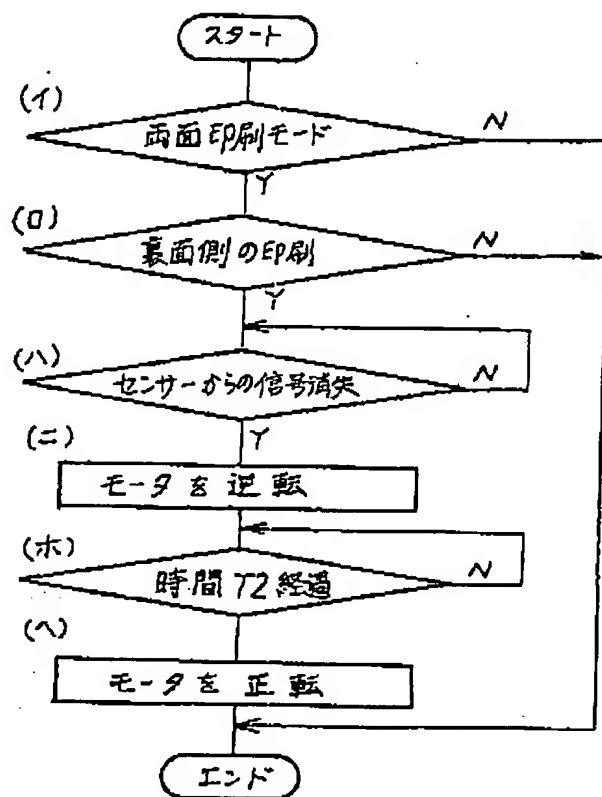 スタート
(イ)
両面印刷モード
N
Y
(ロ)
裏面側の印刷
N
Y
(ハ)
センサーからの信号消失
N
Y
(ニ)
モータを逆転
(ホ)
時間T2経過
N
(ヘ)
モータを正転
エンド